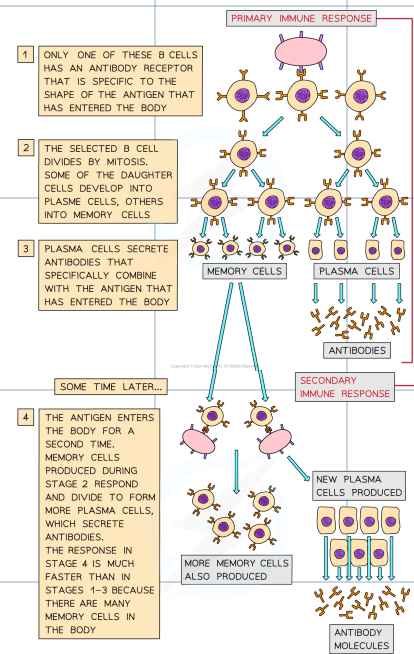 PRIMARY IMMUNE RESPONSE
1
ONLY ONE OF THESE B CELLS
HAS AN ANTIBODY RECEPTOR
THAT IS SPECIFIC TO THE
SHAPE OF THE ANTIGEN THAT
HAS ENTERED THE BODY
2
THE SELECTED B CELL
DIVIDES BY MITOSIS.
SOME OF THE DAUGHTER
CELLS DEVELOP INTO
PLASME CELLS, OTHERS
INTO MEMORY CELLS
3
PLASMA CELLS SECRETE
ANTIBODIES THAT
SPECIFICALLY COMBINE
WITH THE ANTIGEN THAT
HAS ENTERED THE BODY
MEMORY CELLS
PLASMA CELLS
ANTIBODIES
Copyright © Save My Exams. All Rights Reserved
SOME TIME LATER...
SECONDARY
IMMUNE RESPONSE
4
THE ANTIGEN ENTERS
THE BODY FOR A
SECOND TIME.
MEMORY CELLS
PRODUCED DURING
STAGE 2 RESPOND
AND DIVIDE TO FORM
MORE PLASMA CELLS,
WHICH SECRETE
ANTIBODIES.
THE RESPONSE IN
STAGE 4 IS MUCH
FASTER THAN IN
STAGES 1-3 BECAUSE
THERE ARE MANY
MEMORY CELLS IN
THE BODY
NEW PLASMA
CELLS PRODUCED
MORE MEMORY CELLS
ALSO PRODUCED
ANTIBODY
MOLECULES